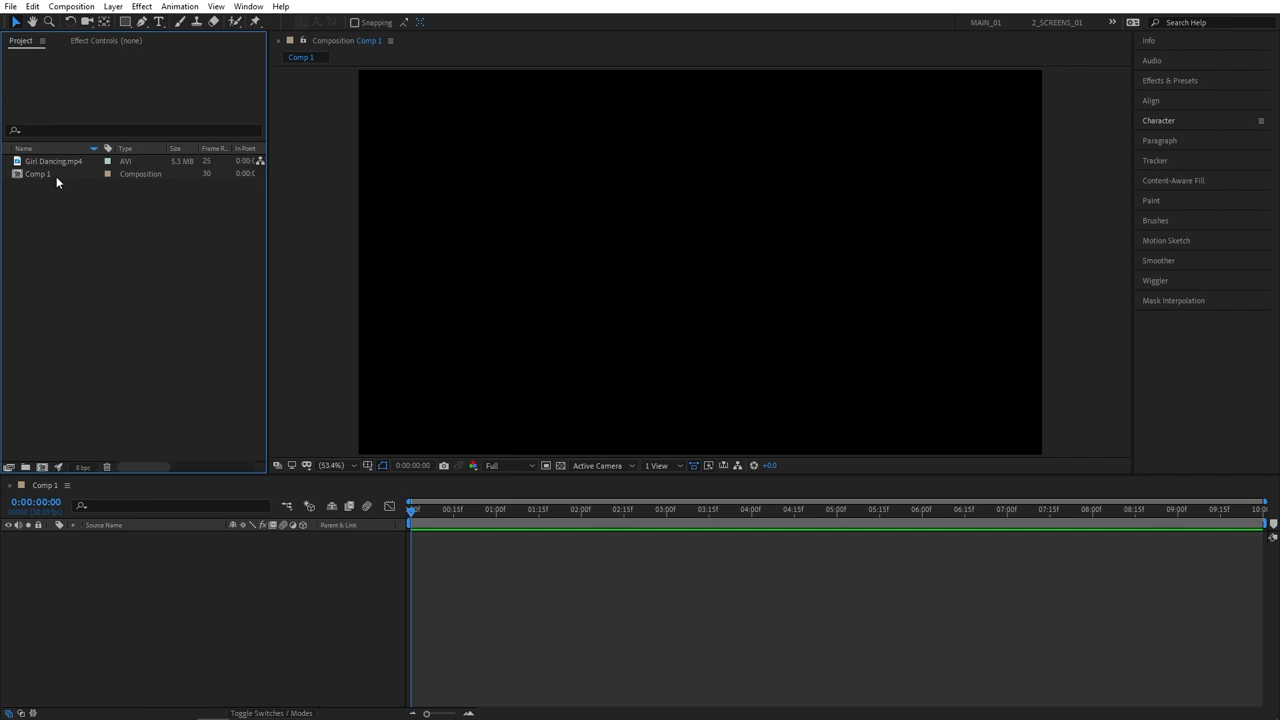 File Edit Composition Layer Effect Animation View Window Help
Snapping MAIN_01 2_SCREENS_01 Search Help
Project Effect Controls (none)
Composition Comp 1
Comp 1
Info
Audio
Effects & Presets
Align
Character
Paragraph
Tracker
Content-Aware Fill
Paint
Brushes
Motion Sketch
Smoother
Wiggler
Mask Interpolation
Name Type Size Frame R... In Point
Girl Dancing.mp4 AVI 5.3 MB 25 0:00:
Comp 1 Composition 30 0:00:
8 bpc
(53.4%) 0:00:00:00 Full Active Camera 1 View +0.0
Comp 1
0:00:00:00
00000 (30.00 fps)
00f 00:15f 01:00f 01:15f 02:00f 02:15f 03:00f 03:15f 04:00f 04:15f 05:00f 05:15f 06:00f 06:15f 07:00f 07:15f 08:00f 08:15f 09:00f 09:15f 10:0
# Source Name Parent & Link
Toggle Switches / Modes